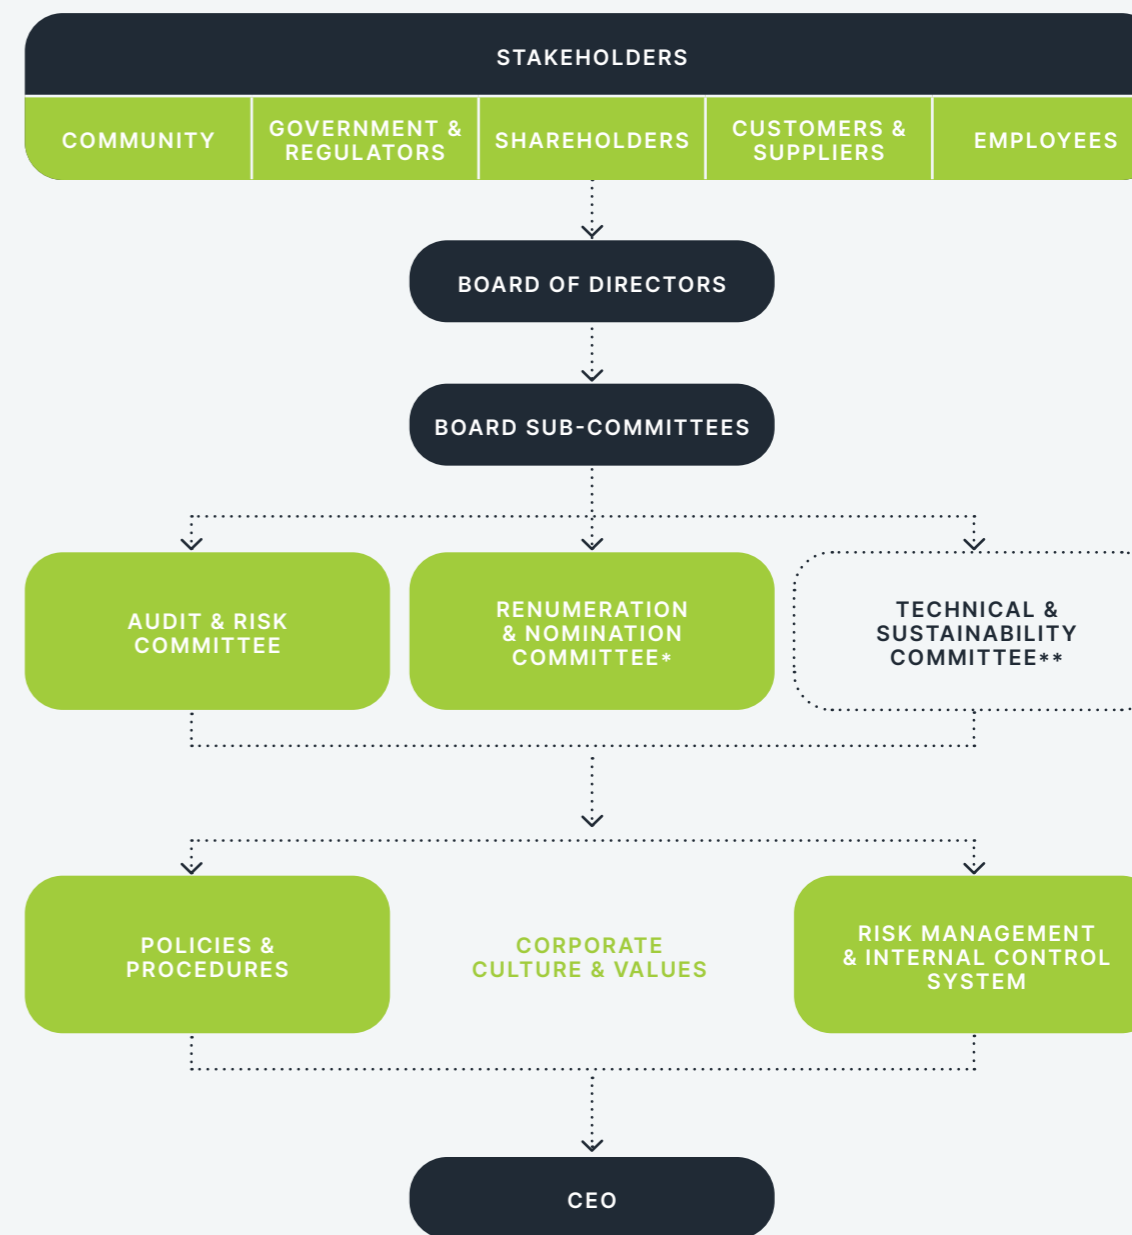 STAKEHOLDERS
COMMUNITY
GOVERNMENT &
REGULATORS
SHAREHOLDERS
CUSTOMERS &
SUPPLIERS
EMPLOYEES
BOARD OF DIRECTORS
BOARD SUB-COMMITTEES
AUDIT & RISK
COMMITTEE
RENUMERATION
& NOMINATION
COMMITTEE*
TECHNICAL &
SUSTAINABILITY
COMMITTEE**
POLICIES &
PROCEDURES
CORPORATE
CULTURE & VALUES
RISK MANAGEMENT
& INTERNAL CONTROL
SYSTEM
CEO